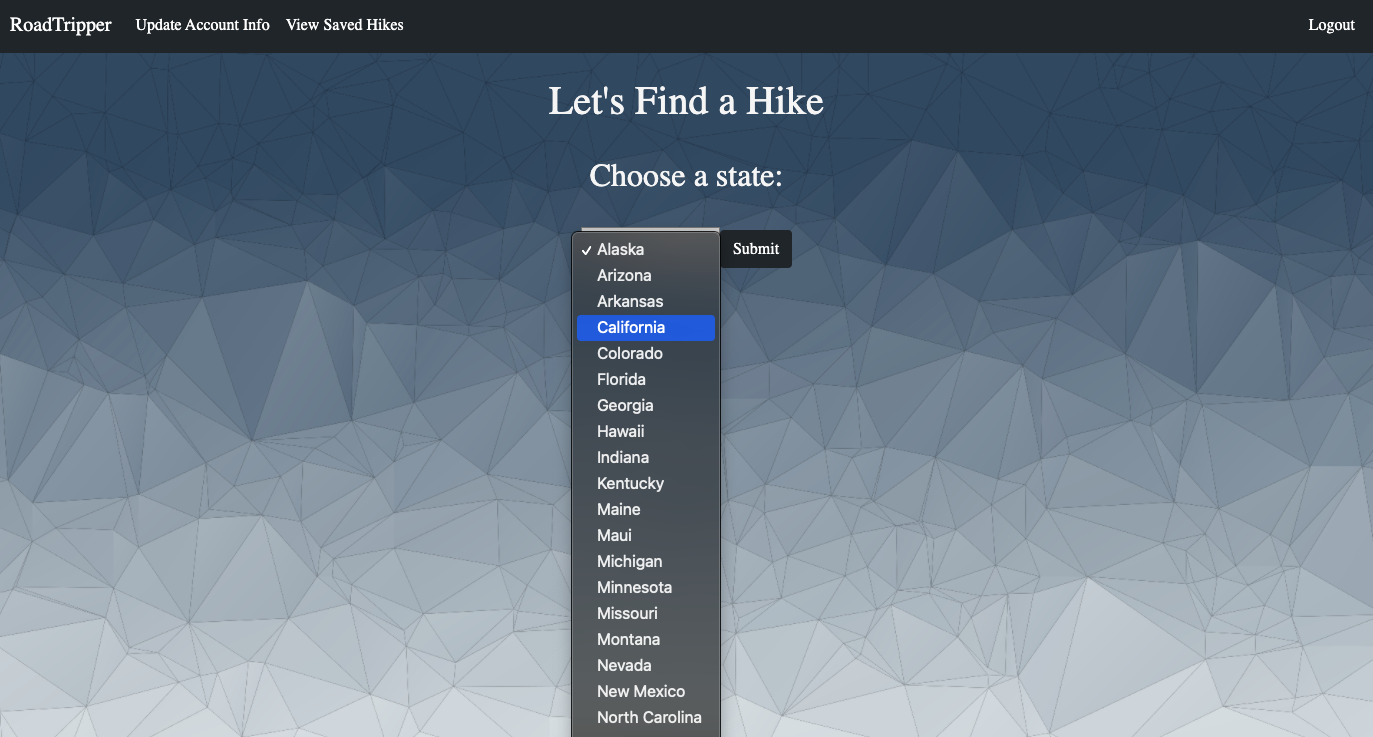 RoadTripper Update Account Info View Saved Hikes Logout
Let's Find a Hike
Choose a state:
✓ Alaska Submit
Arizona
Arkansas
California
Colorado
Florida
Georgia
Hawaii
Indiana
Kentucky
Maine
Maui
Michigan
Minnesota
Missouri
Montana
Nevada
New Mexico
North Carolina